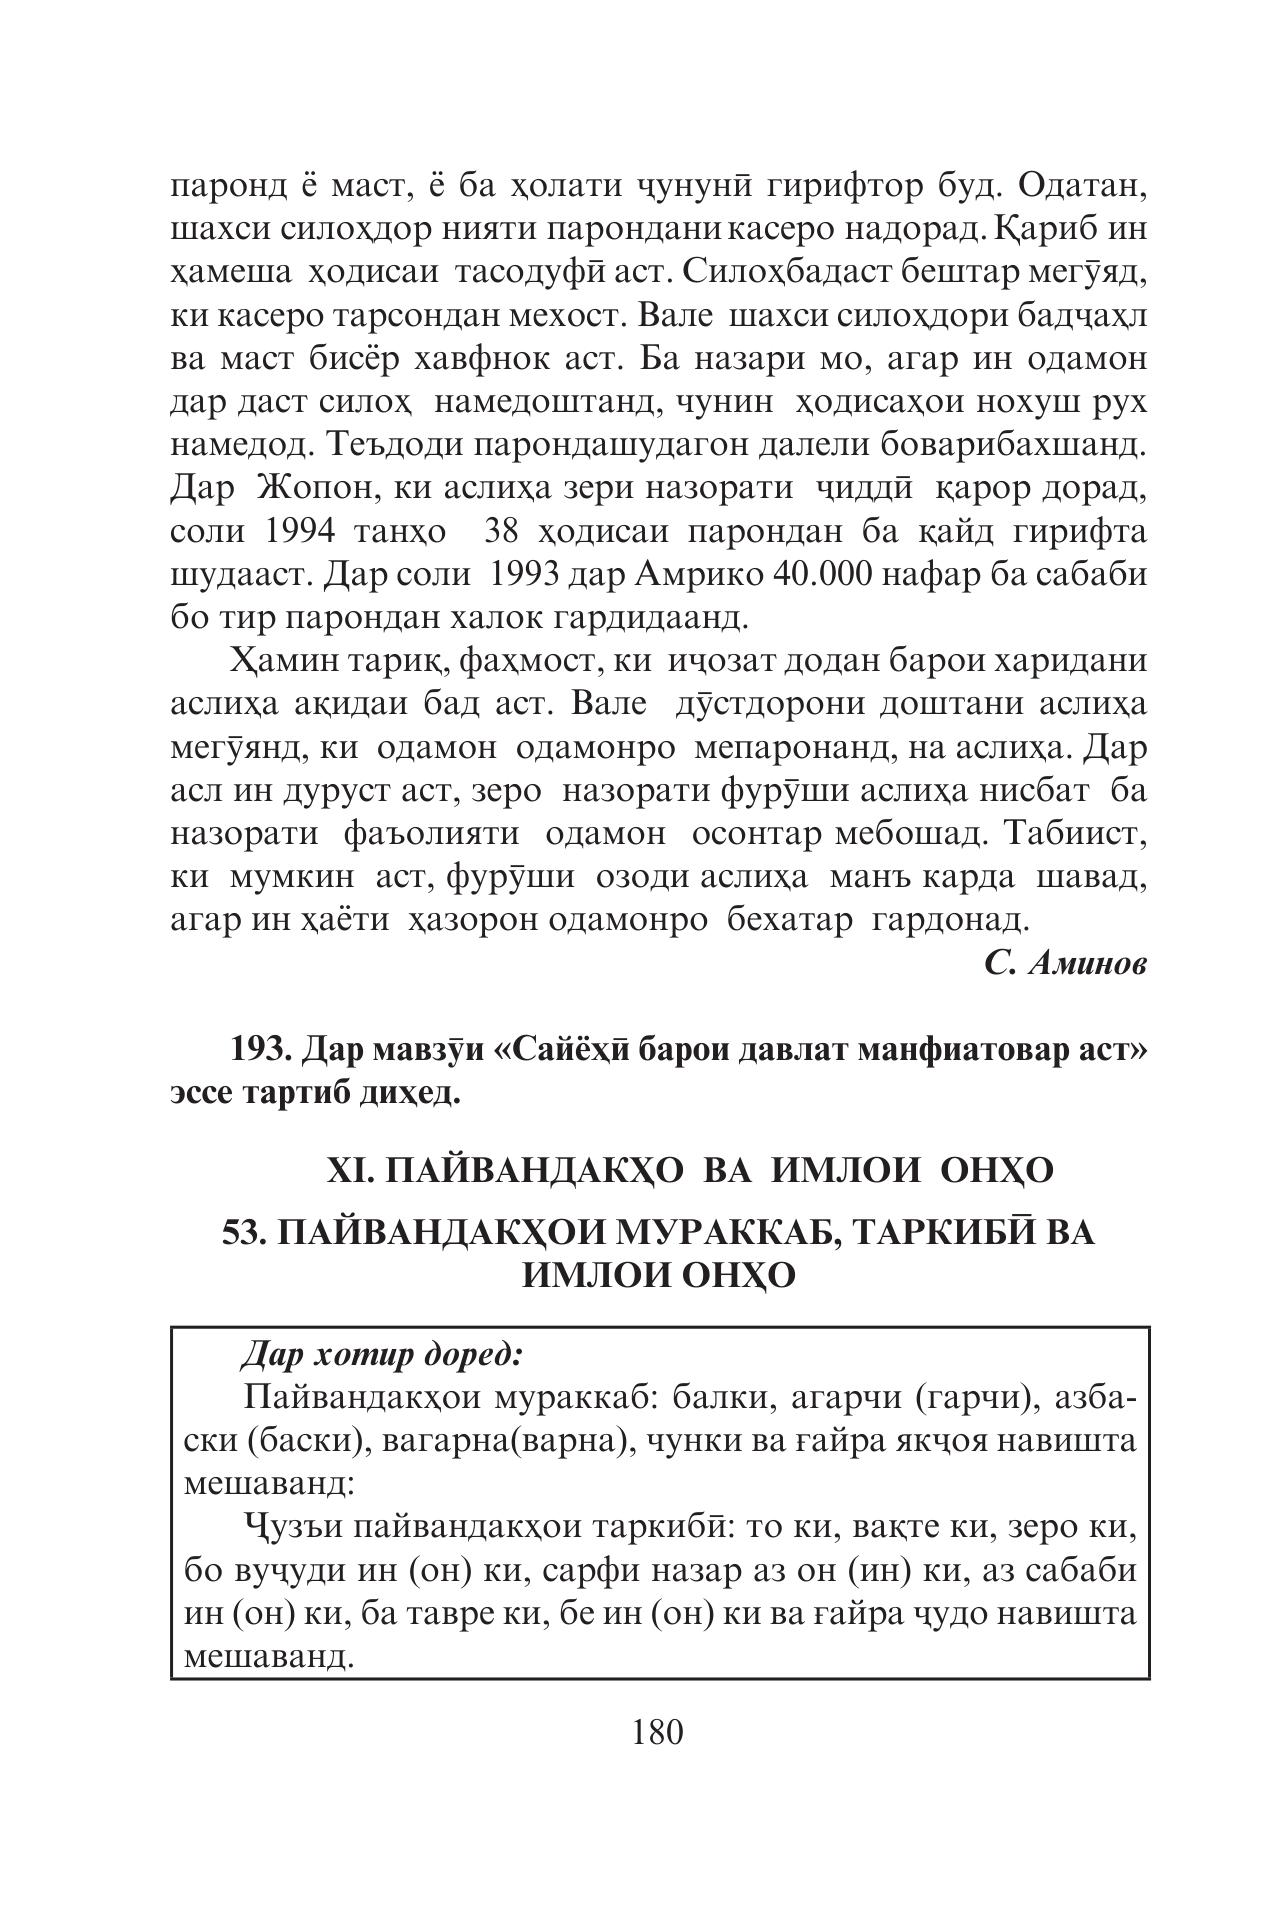 паронд ё маст, ё ба ҳолати ҷунунӣ гирифтор буд. Одатан,
шахси силоҳдор нияти парондани касеро надорад. Қариб ин
ҳамеша ҳодисаи тасодуфӣ аст. Силоҳбадаст бештар мегӯяд,
ки касеро тарсондан мехост. Вале шахси силоҳдори бадҷаҳл
ва маст бисёр хавфнок аст. Ба назари мо, агар ин одамон
дар даст силоҳ намедоштанд, чунин ҳодисаҳои нохуш рух
намедод. Теъдоди парондашудагон далели боварибахшанд.
Дар Жопон, ки аслиҳа зери назорати ҷиддӣ қарор дорад,
соли 1994 танҳо 38 ҳодисаи парондан ба қайд гирифта
шудааст. Дар соли 1993 дар Амрико 40.000 нафар ба сабаби
бо тир парондан халок гардидаанд.
Ҳамин тариқ, фаҳмост, ки иҷозат додан барои харидани
аслиҳа ақидаи бад аст. Вале дӯстдорони доштани аслиҳа
мегӯянд, ки одамон одамонро мепаронанд, на аслиҳа. Дар
асл ин дуруст аст, зеро назорати фурӯши аслиҳа нисбат ба
назорати фаъолияти одамон осонтар мебошад. Табиист,
ки мумкин аст, фурӯши озоди аслиҳа манъ карда шавад,
агар ин ҳаёти ҳазорон одамонро бехатар гардонад.
С. Аминов
193. Дар мавзӯи «Сайёҳӣ барои давлат манфиатовар аст»
эссе тартиб диҳед.
XI. ПАЙВАНДАКҲО ВА ИМЛОИ ОНҲО
53. ПАЙВАНДАКҲОИ МУРАККАБ, ТАРКИБӢ ВА
ИМЛОИ ОНҲО
Дар хотир доред:
Пайвандакҳои мураккаб: балки, агарчи (гарчи), азба-
ски (баски), вагарна(варна), чунки ва ғайра якҷоя навишта
мешаванд:
Ҷузъи пайвандакҳои таркибӣ: то ки, вақте ки, зеро ки,
бо вуҷуди ин (он) ки, сарфи назар аз он (ин) ки, аз сабаби
ин (он) ки, ба тавре ки, бе ин (он) ки ва ғайра ҷудо навишта
мешаванд.
180